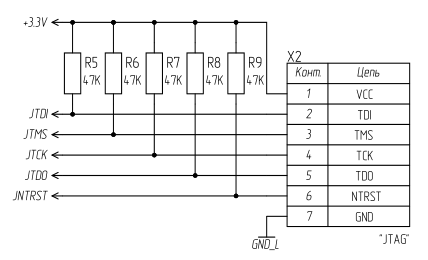 +3.3V
R5 R6 R7 R8 R9
47K 47K 47K 47K 47K
X2
Конт. Цепь
1 VCC
JTDI 2 TDI
JTMS 3 TMS
JTCK 4 TCK
JTDO 5 TDO
JNTRST 6 NTRST
7 GND
GND_L
"JTAG"